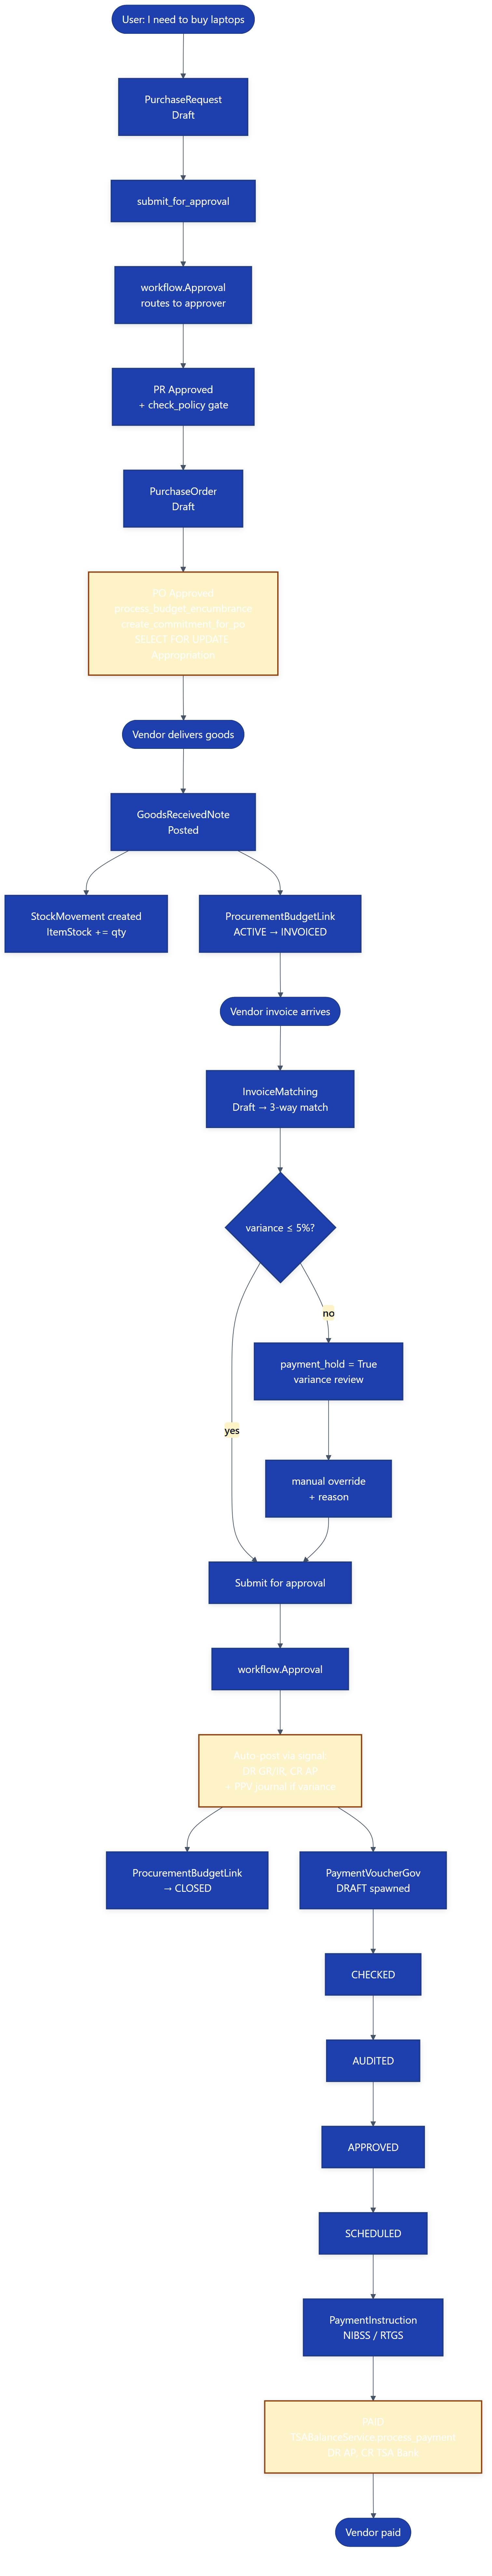 User: I need to buy laptops
PurchaseRequest
Draft
submit_for_approval
workflow.Approval
routes to approver
PR Approved
+ check_policy gate
PurchaseOrder
Draft
PO Approved
process_budget_encumbrance
create_commitment_for_po
SELECT FOR UPDATE
Appropriation
Vendor delivers goods
GoodsReceivedNote
Posted
StockMovement created
ItemStock += qty
ProcurementBudgetLink
ACTIVE → INVOICED
Vendor invoice arrives
InvoiceMatching
Draft → 3-way match
variance ≤ 5%?
no
payment_hold = True
variance review
yes
manual override
+ reason
Submit for approval
workflow.Approval
Auto-post via signal:
DR GR/IR, CR AP
+ PPV journal if variance
ProcurementBudgetLink
→ CLOSED
PaymentVoucherGov
DRAFT spawned
CHECKED
AUDITED
APPROVED
SCHEDULED
PaymentInstruction
NIBSS / RTGS
PAID
TSABalanceService.process_payment
DR AP, CR TSA Bank
Vendor paid